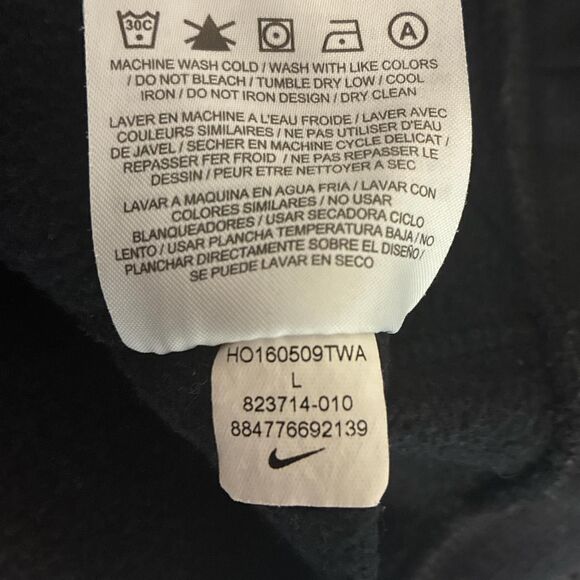 30C
A
MACHINE WASH COLD / WASH WITH LIKE COLORS
/ DO NOT BLEACH / TUMBLE DRY LOW / COOL
IRON / DO NOT IRON DESIGN / DRY CLEAN
LAVER EN MACHINE A L'EAU FROIDE / LAVER AVEC
COULEURS SIMILAIRES / NE PAS UTILISER D'EAU
DE JAVEL / SECHER EN MACHINE CYCLE DELICAT /
REPASSER FER FROID / NE PAS REPASSER LE
DESSIN / PEUR ETRE NETTOYER A SEC
LAVAR A MAQUINA EN AGUA FRIA / LAVAR CON
COLORES SIMILARES / NO USAR
BLANQUEADORES / USAR SECADORA CICLO
LENTO / USAR PLANCHA TEMPERATURA BAJA / NO
PLANCHAR DIRECTAMENTE SOBRE EL DISEÑO /
SE PUEDE LAVAR EN SECO
HO160509TWA
L
823714-010
884776692139